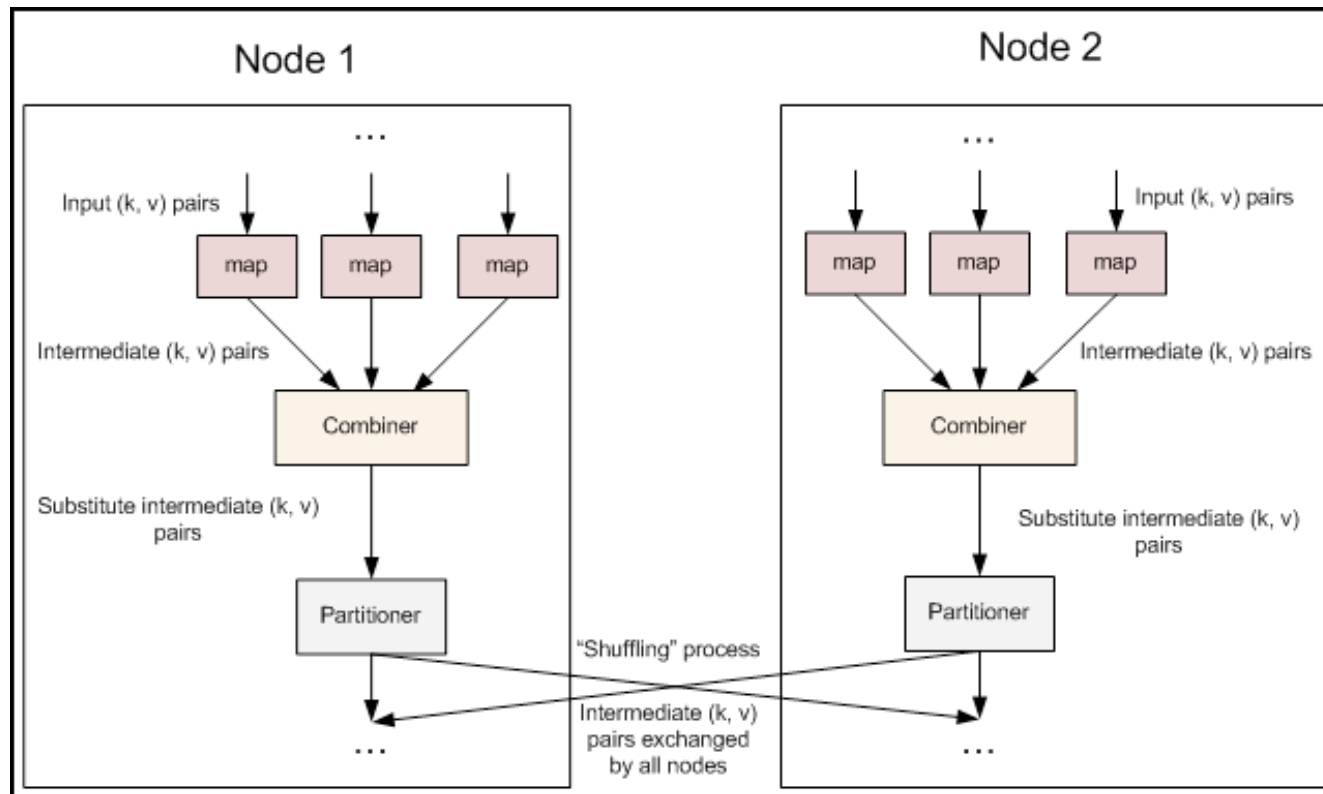 Node 1
Node 2
...
...
Input (k, v) pairs
Input (k, v) pairs
map
map
map
map
map
map
Intermediate (k, v) pairs
Intermediate (k, v) pairs
Combiner
Combiner
Substitute intermediate (k, v)
pairs
Substitute intermediate (k, v)
pairs
Partitioner
Partitioner
“Shuffling” process
Intermediate (k, v)
pairs exchanged
by all nodes
...
...